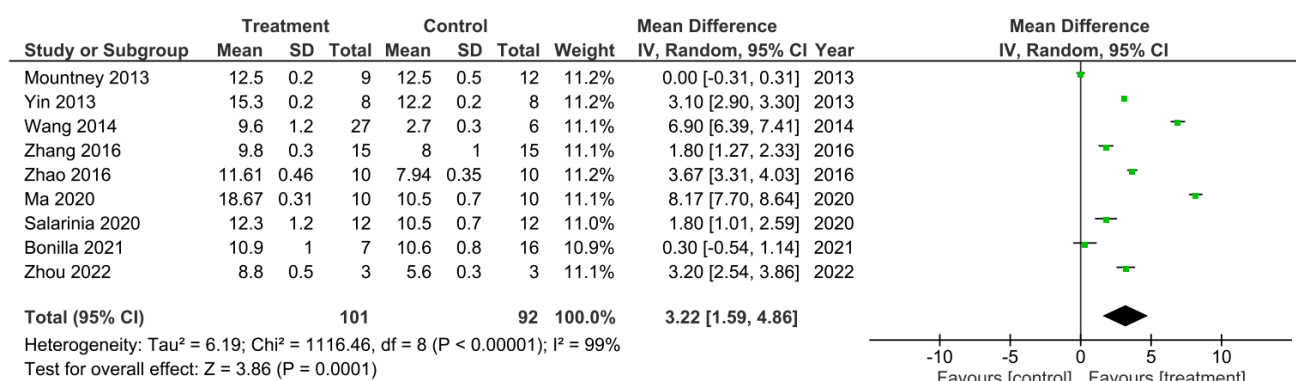 Treatment Control Mean Difference Mean Difference
Study or Subgroup Mean SD Total Mean SD Total Weight IV, Random, 95% CI Year IV, Random, 95% CI
Mountney 2013 12.5 0.2 9 12.5 0.5 12 11.2% 0.00 [-0.31, 0.31] 2013
Yin 2013 15.3 0.2 8 12.2 0.2 8 11.2% 3.10 [2.90, 3.30] 2013
Wang 2014 9.6 1.2 27 2.7 0.3 6 11.1% 6.90 [6.39, 7.41] 2014
Zhang 2016 9.8 0.3 15 8 1 15 11.1% 1.80 [1.27, 2.33] 2016
Zhao 2016 11.61 0.46 10 7.94 0.35 10 11.2% 3.67 [3.31, 4.03] 2016
Ma 2020 18.67 0.31 10 10.5 0.7 10 11.1% 8.17 [7.70, 8.64] 2020
Salarinia 2020 12.3 1.2 12 10.5 0.7 12 11.0% 1.80 [1.01, 2.59] 2020
Bonilla 2021 10.9 1 7 10.6 0.8 16 10.9% 0.30 [-0.54, 1.14] 2021
Zhou 2022 8.8 0.5 3 5.6 0.3 3 11.1% 3.20 [2.54, 3.86] 2022
Total (95% CI) 101 92 100.0% 3.22 [1.59, 4.86]
Heterogeneity: Tau² = 6.19; Chi² = 1116.46, df = 8 (P < 0.00001); I² = 99%
Test for overall effect: Z = 3.86 (P = 0.0001)
-10 -5 0 5 10
Favours [control] Favours [treatment]